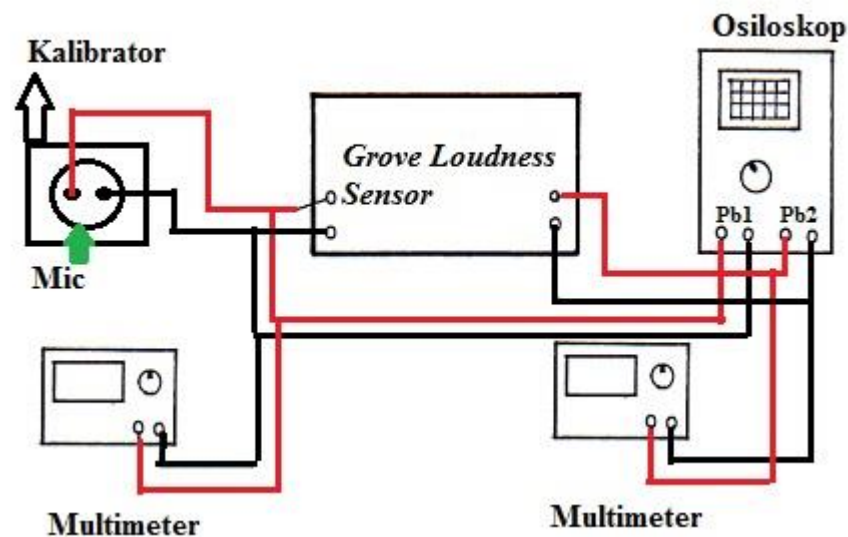 Osiloskop
Kalibrator
Grove Loudness
Sensor
Pb1 Pb2
Mic
Multimeter
Multimeter